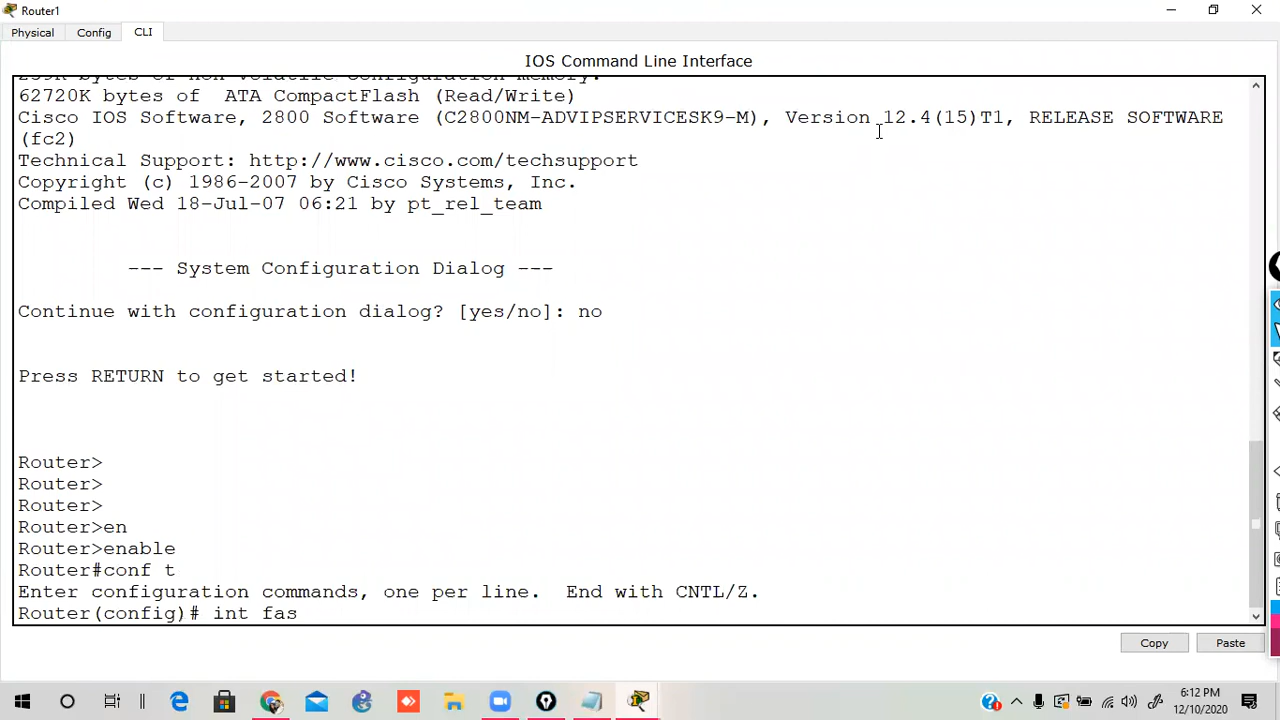 Router1
Physical Config CLI
IOS Command Line Interface
62720K bytes of  ATA CompactFlash (Read/Write)
Cisco IOS Software, 2800 Software (C2800NM-ADVIPSERVICESK9-M), Version 12.4(15)T1, RELEASE SOFTWARE
(fc2)
Technical Support: http://www.cisco.com/techsupport
Copyright (c) 1986-2007 by Cisco Systems, Inc.
Compiled Wed 18-Jul-07 06:21 by pt_rel_team
--- System Configuration Dialog ---
Continue with configuration dialog? [yes/no]: no
Press RETURN to get started!
Router>
Router>
Router>
Router>en
Router>enable
Router#conf t
Enter configuration commands, one per line.  End with CNTL/Z.
Router(config)# int fas
Copy Paste
6:12 PM
12/10/2020